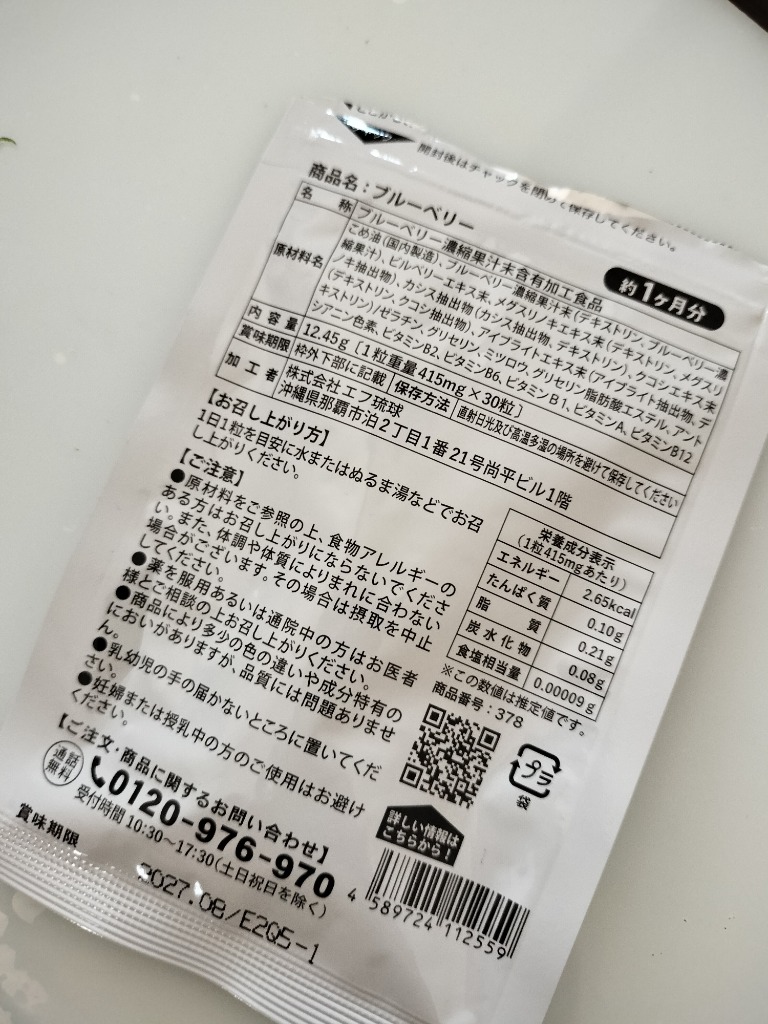 開封後はチャックを閉めて保存してください。
商品名：ブルーベリー
約1ヶ月分
名称 ブルーベリー濃縮果汁末含有加工食品
原材料名 こめ油(国内製造)、ブルーベリー濃縮果汁末(デキストリン、ブルーベリー濃
縮果汁)、ビルベリーエキス末、メグスリノキエキス末(デキストリン、メグスリ
ノキ抽出物)、カシス抽出物(カシス抽出物、デキストリン)、クコシエキス末
(デキストリン、クコシ抽出物)、アイブライトエキス末(アイブライト抽出物、デ
キストリン)/ゼラチン、グリセリン、ミツロウ、グリセリン脂肪酸エステル、アント
シアニン色素、ビタミンB2、ビタミンB6、ビタミンB1、ビタミンA、ビタミンB12
内容量 12.45g［1粒重量415mg×30粒］
賞味期限 枠外下部に記載 保存方法 直射日光及び高温多湿の場所を避けて保存してください
加工者 株式会社エフ琉球
沖縄県那覇市泊2丁目1番21号尚平ビル1階
【お召し上がり方】
1日1粒を目安に水またはぬるま湯などでお召
し上がりください。
【ご注意】
●原材料をご参照の上、食物アレルギーの
ある方はお召し上がりにならないでくださ
い。また、体調や体質によりまれに合わない
場合がございます。その場合は摂取を中止
してください。
●薬を服用あるいは通院中の方はお医者
様とご相談の上お召し上がりください。
●商品により多少の色の違いや成分特有の
においがありますが、品質には問題ありませ
ん。
●乳幼児の手の届かないところに置いてくだ
さい。
●妊婦または授乳中の方のご使用はお避け
ください。
栄養成分表示
(1粒415mgあたり)
エネルギー 2.65kcal
たんぱく質 0.10g
脂質 0.21g
炭水化物 0.08g
食塩相当量 0.00009g
※この数値は推定値です。
商品番号：378
プラ
袋
詳しい情報は
こちらから！
【ご注文・商品に関するお問い合わせ】
通話
無料
0120-976-970
受付時間10:30～17:30(土日祝日を除く)
4 589724 112559
賞味期限
2027.08/E2Q5-1